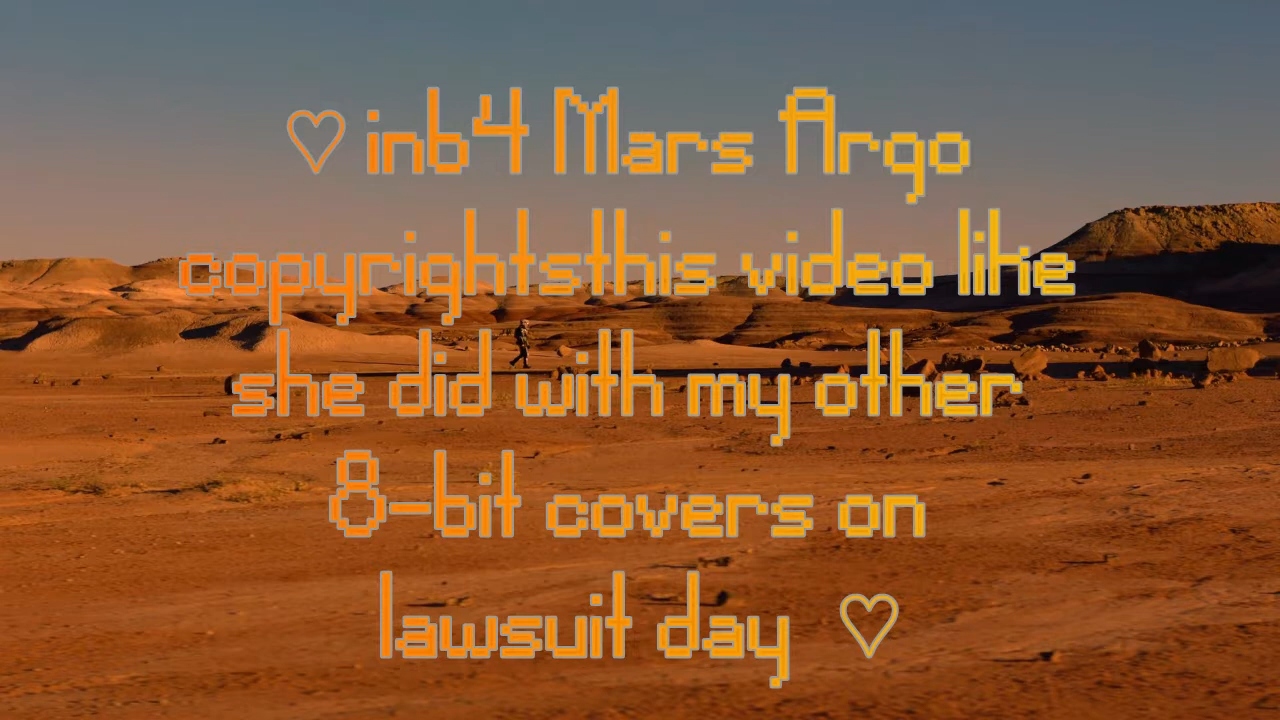 ♡ inb4 Mars Argo
copyrightsthis video like
she did with my other
8-bit covers on
lawsuit day ♡